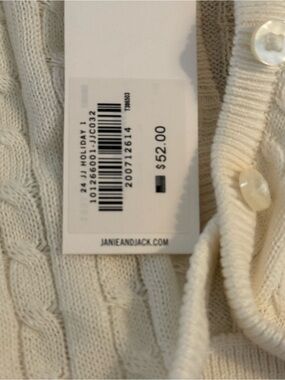 24 JJ HOLIDAY 1
101266001-JJC032
200712614
$52.00
JANIEANDJACK.COM